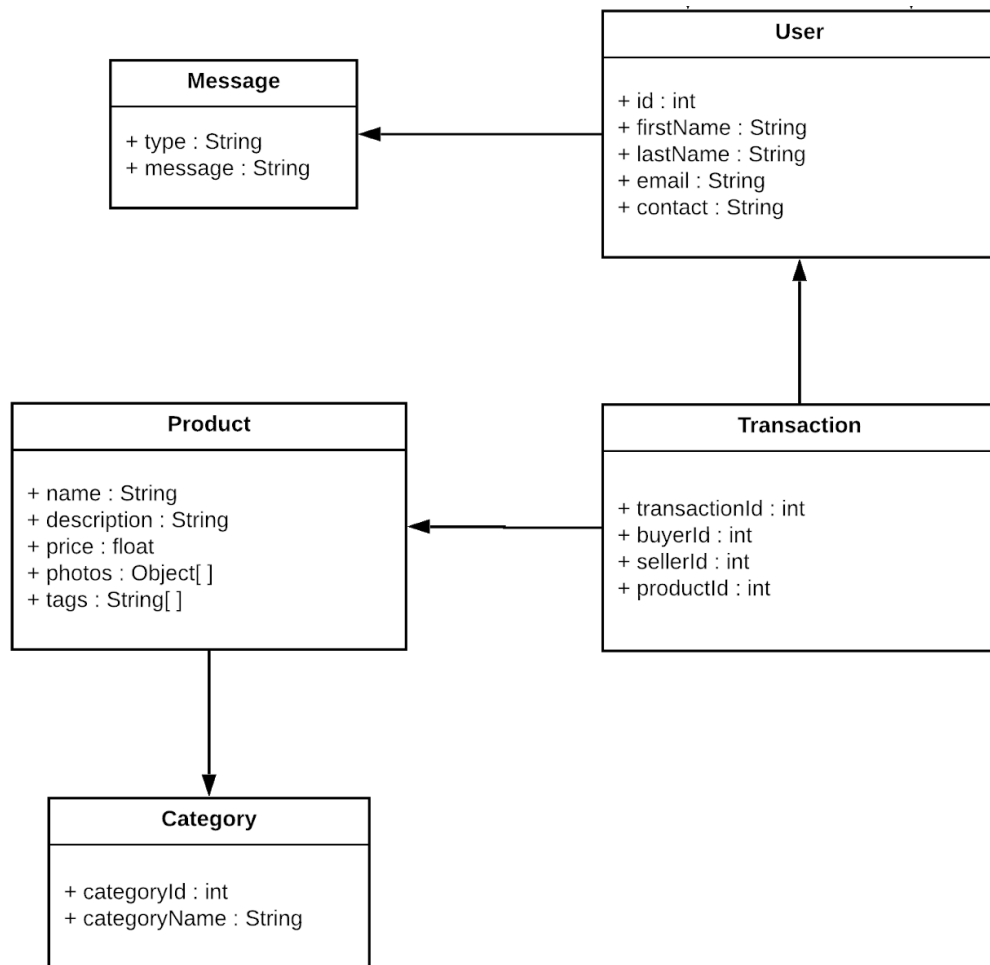 User
+ id : int
+ firstName : String
+ lastName : String
+ email : String
+ contact : String
Message
+ type : String
+ message : String
Product
+ name : String
+ description : String
+ price : float
+ photos : Object[ ]
+ tags : String[ ]
Transaction
+ transactionId : int
+ buyerId : int
+ sellerId : int
+ productId : int
Category
+ categoryId : int
+ categoryName : String